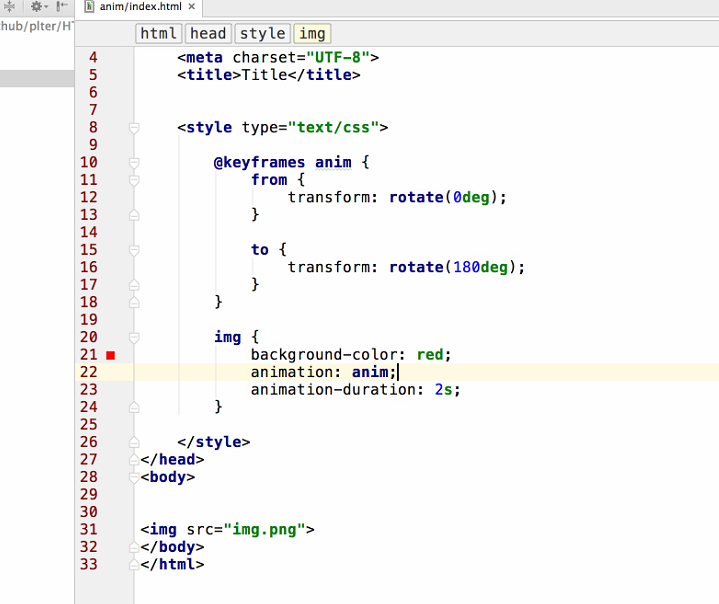 anim/index.html ×
hub/plter/HT
html head style img
4 <meta charset="UTF-8">
5 <title>Title</title>
6
7
8 <style type="text/css">
9
10 @keyframes anim {
11 from {
12 transform: rotate(0deg);
13 }
14
15 to {
16 transform: rotate(180deg);
17 }
18 }
19
20 img {
21 background-color: red;
22 animation: anim;
23 animation-duration: 2s;
24 }
25
26 </style>
27 </head>
28 <body>
29
30
31 <img src="img.png">
32 </body>
33 </html>